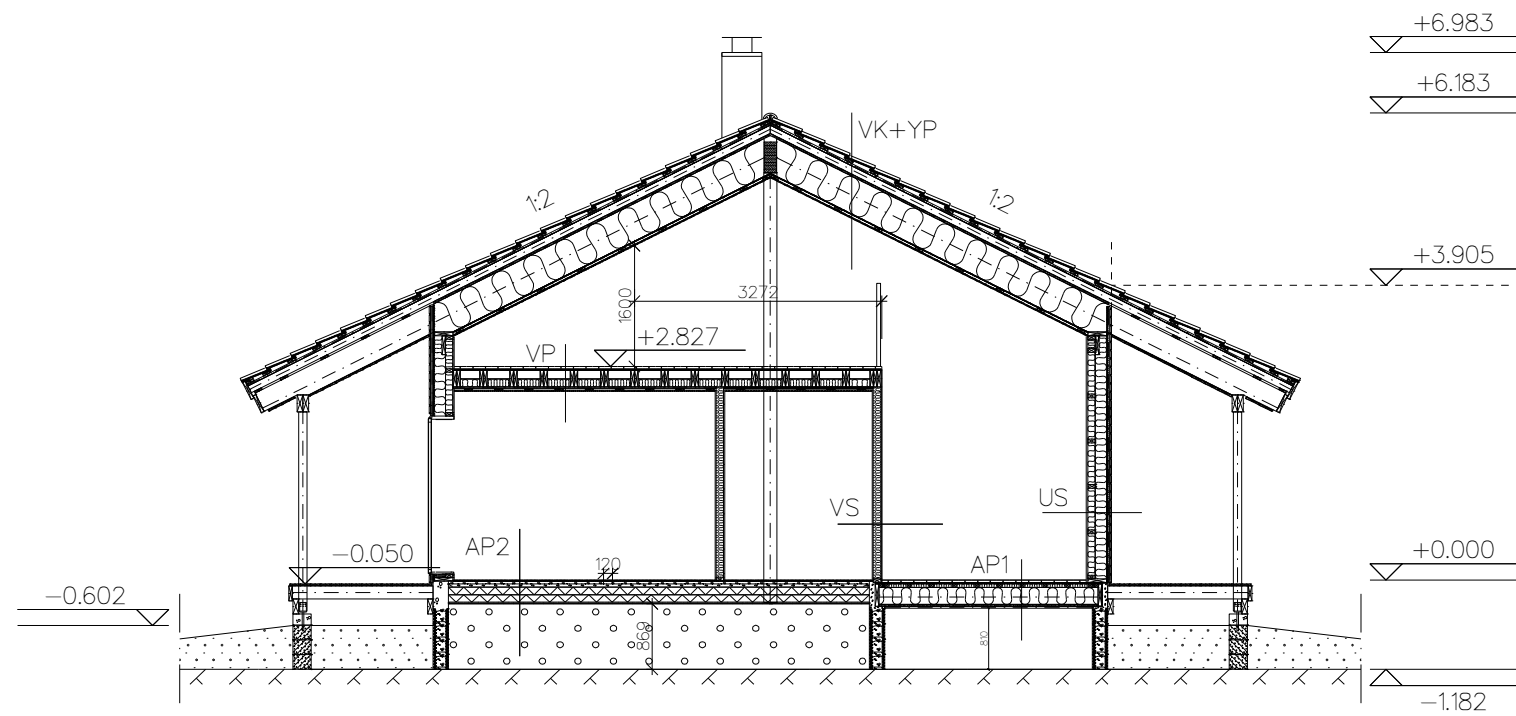 +6.983
+6.183
VK+YP
1:2
1:2
+3.905
3272
1600
+2.827
VP
VS
US
AP2
120
AP1
+0.000
−0.050
−0.602
869
810
−1.182